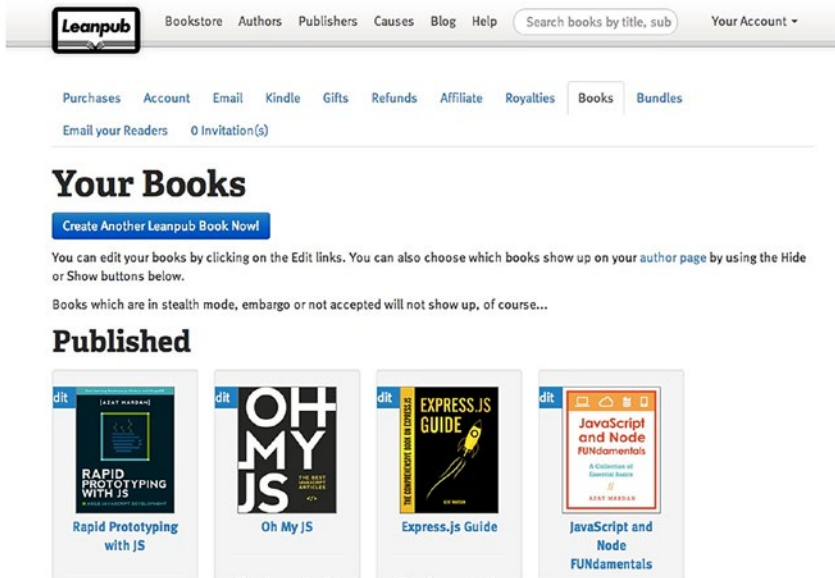 Leanpub
Bookstore Authors Publishers Causes Blog Help Search books by title, sub Your Account
Purchases Account Email Kindle Gifts Refunds Affiliate Royalties Books Bundles
Email your Readers 0 Invitation(s)
Your Books
Create Another Leanpub Book Now!
You can edit your books by clicking on the Edit links. You can also choose which books show up on your author page by using the Hide
or Show buttons below.
Books which are in stealth mode, embargo or not accepted will not show up, of course...
Published
dit
[AZAT MARDAN]
RAPID
PROTOTYPING
WITH JS
AGILE JAVASCRIPT DEVELOPMENT
Rapid Prototyping
with JS
dit
OH
MY
JS
THE BEST
JAVASCRIPT
ARTICLES
</>
Oh My JS
dit
THE COMPREHENSIVE BOOK ON EXPRESS.JS
EXPRESS.JS
GUIDE
AZAT MARDAN
Express.js Guide
dit
JavaScript
and Node
FUNdamentals
A Collection of
Essential Basics
//
AZAT MARDAN
JavaScript and
Node
FUNdamentals